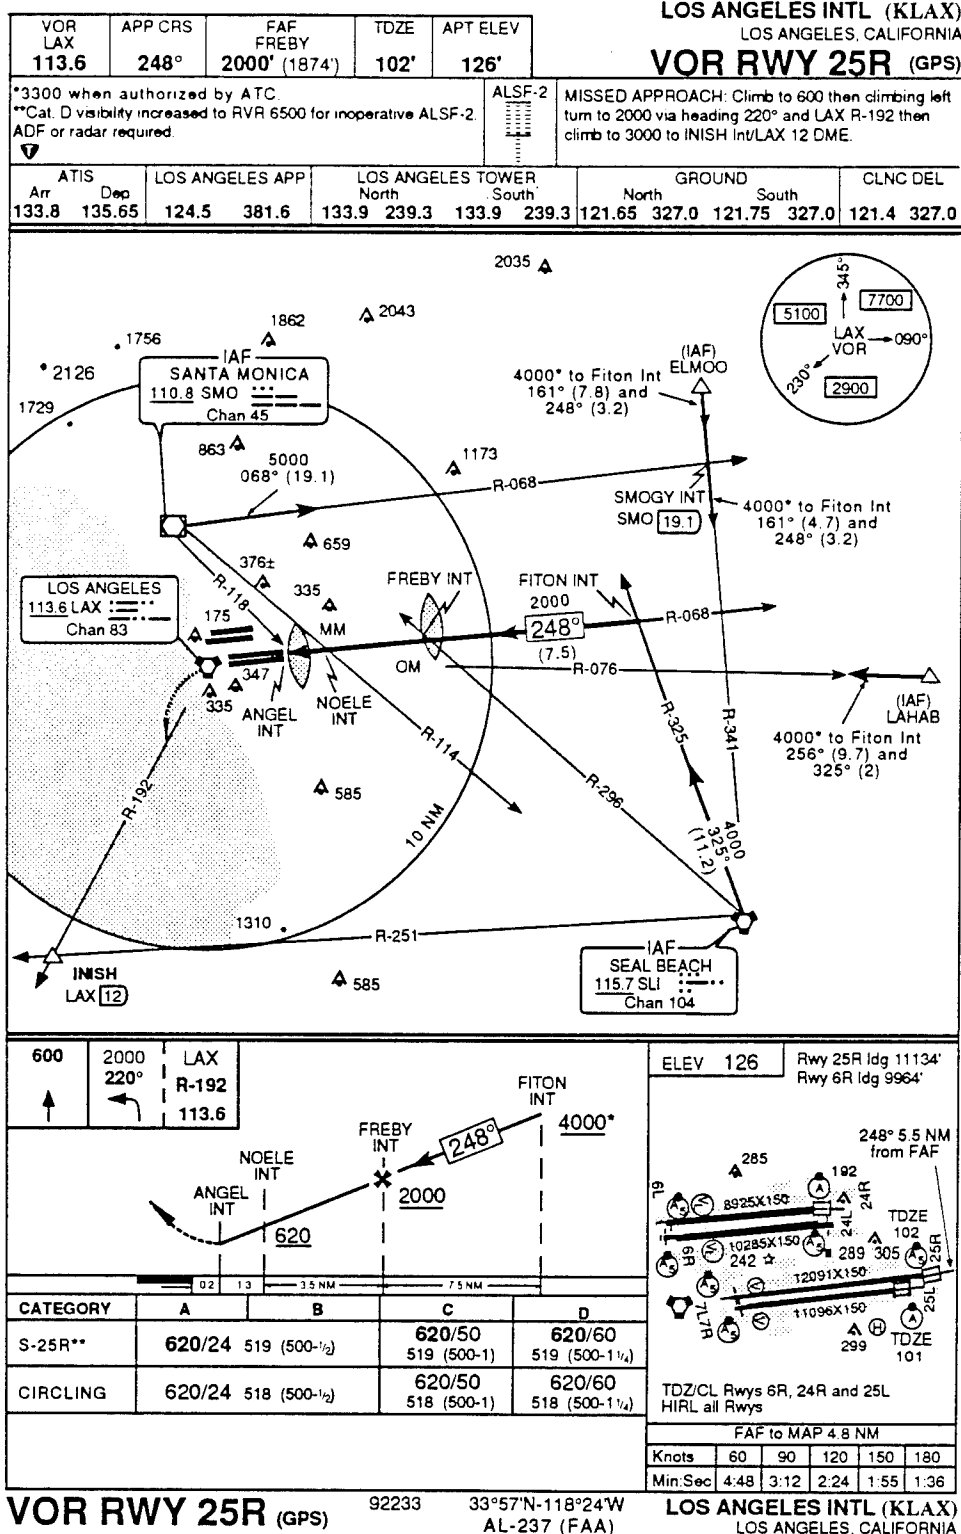 LOS ANGELES INTL (KLAX)
LOS ANGELES, CALIFORNIA
VOR RWY 25R (GPS)
VOR
LAX
113.6
APP CRS
248°
FAF
FREBY
2000' (1874')
TDZE
102'
APT ELEV
126'
*3300 when authorized by ATC.
**Cat. D visibility increased to RVR 6500 for inoperative ALSF-2.
ADF or radar required.
T
ALSF-2
MISSED APPROACH: Climb to 600 then climbing left
turn to 2000 via heading 220° and LAX R-192 then
climb to 3000 to INISH Int/LAX 12 DME.
ATIS
Arr Dep
133.8 135.65
LOS ANGELES APP
124.5 381.6
LOS ANGELES TOWER
North South
133.9 239.3 133.9 239.3
GROUND
North South
121.65 327.0 121.75 327.0
CLNC DEL
121.4 327.0
2035
2043
1862
1756
2126
1729
IAF
SANTA MONICA
110.8 SMO
Chan 45
863
5000
068° (19.1)
1173
R-068
4000* to Fiton Int
161° (7.8) and
248° (3.2)
(IAF)
ELMOO
345°
5100
7700
LAX
VOR
090°
230°
2900
SMOGY INT
SMO 19.1
4000* to Fiton Int
161° (4.7) and
248° (3.2)
659
376±
335
R-118
LOS ANGELES
113.6 LAX
Chan 83
175
MM
FREBY INT
FITON INT
2000
248°
(7.5)
R-068
OM
R-076
347
335
ANGEL
INT
NOELE
INT
(IAF)
LAHAB
4000* to Fiton Int
256° (9.7) and
325° (2)
R-325
R-341
R-114
R-296
R-192
585
10 NM
4000
325°
(11.2)
1310
R-251
INISH
LAX 12
585
IAF
SEAL BEACH
115.7 SLI
Chan 104
600
2000
220°
LAX
R-192
113.6
FITON
INT
4000*
248°
FREBY
INT
2000
NOELE
INT
620
ANGEL
INT
0.2 1.3 3.5 NM 7.5 NM
CATEGORY A B C D
S-25R** 620/24 519 (500-½) 620/50 519 (500-1) 620/60 519 (500-1¼)
CIRCLING 620/24 518 (500-½) 620/50 518 (500-1) 620/60 518 (500-1¼)
ELEV 126
Rwy 25R ldg 11134'
Rwy 6R ldg 9964'
248° 5.5 NM
from FAF
285
192
6L
8925X150
24R
24L
TDZE
102
6R
10285X150
242
289
305
25R
12091X150
25L
7L
7R
11096X150
299
H
TDZE
101
TDZ/CL Rwys 6R, 24R and 25L
HIRL all Rwys
FAF to MAP 4.8 NM
Knots 60 90 120 150 180
Min:Sec 4:48 3:12 2:24 1:55 1:36
VOR RWY 25R (GPS)
92233
33°57'N-118°24'W
AL-237 (FAA)
LOS ANGELES INTL (KLAX)
LOS ANGELES, CALIFORNIA